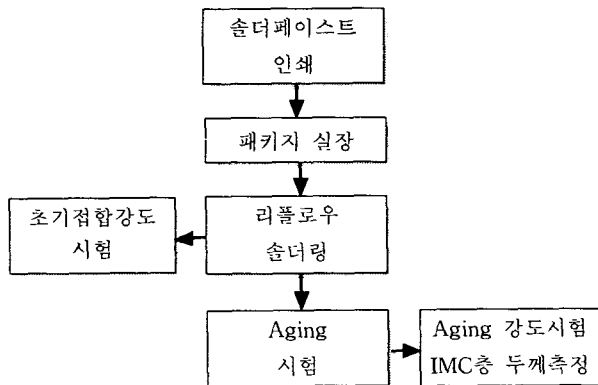 솔더페이스트
인쇄
패키지 실장
초기접합강도
시험
리플로우
솔더링
Aging
시험
Aging 강도시험
IMC층 두께측정